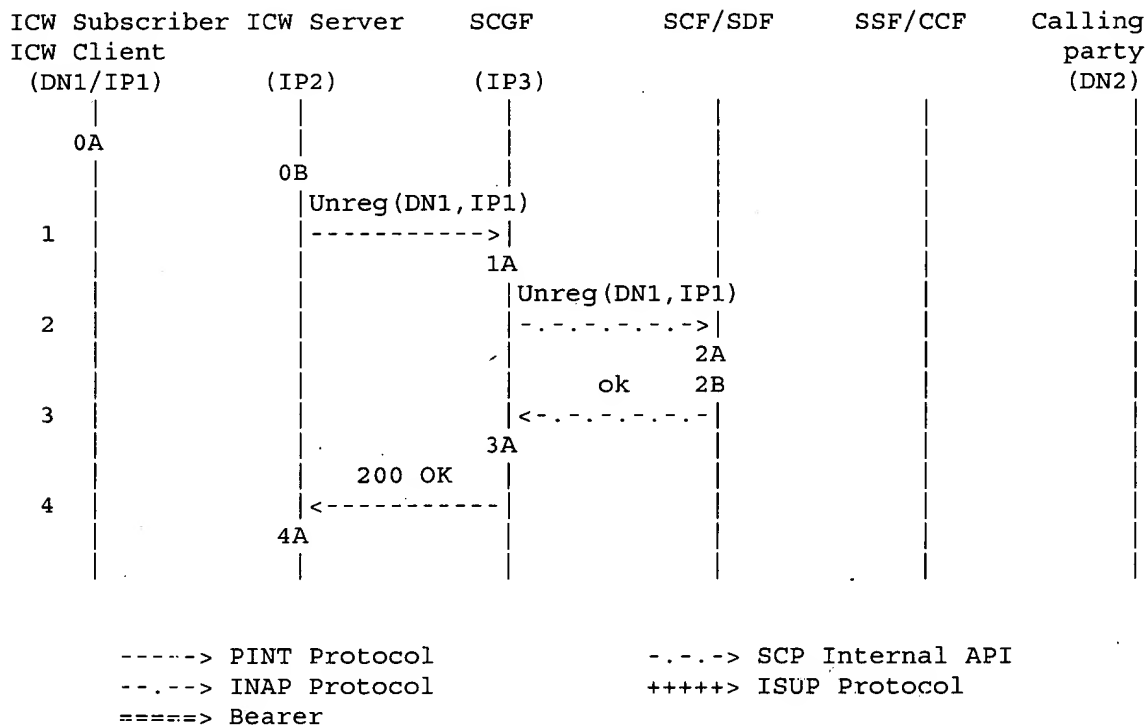 ICW Subscriber ICW Server SCGF SCF/SDF SSF/CCF Calling
ICW Client party
(DN1/IP1) (IP2) (IP3) (DN2)
0A
0B
Unreg(DN1,IP1)
1 ----------->
1A
Unreg(DN1,IP1)
2 -.-.-.-.-.->
2A
ok 2B
3 <-.-.-.-.-.-
3A
200 OK
4 <-----------
4A
-----> PINT Protocol -.-.-> SCP Internal API
--.--> INAP Protocol +++++> ISUP Protocol
=====> Bearer